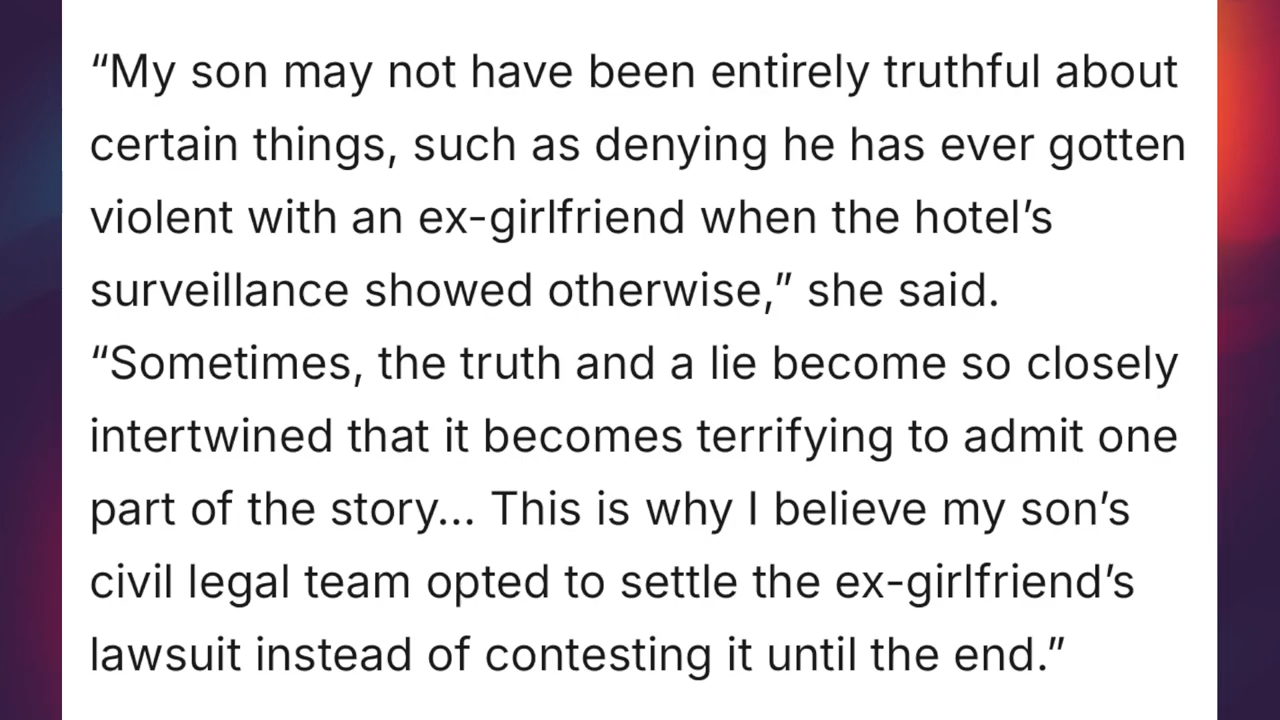 “My son may not have been entirely truthful about
certain things, such as denying he has ever gotten
violent with an ex-girlfriend when the hotel’s
surveillance showed otherwise,” she said.
“Sometimes, the truth and a lie become so closely
intertwined that it becomes terrifying to admit one
part of the story... This is why I believe my son’s
civil legal team opted to settle the ex-girlfriend’s
lawsuit instead of contesting it until the end.”